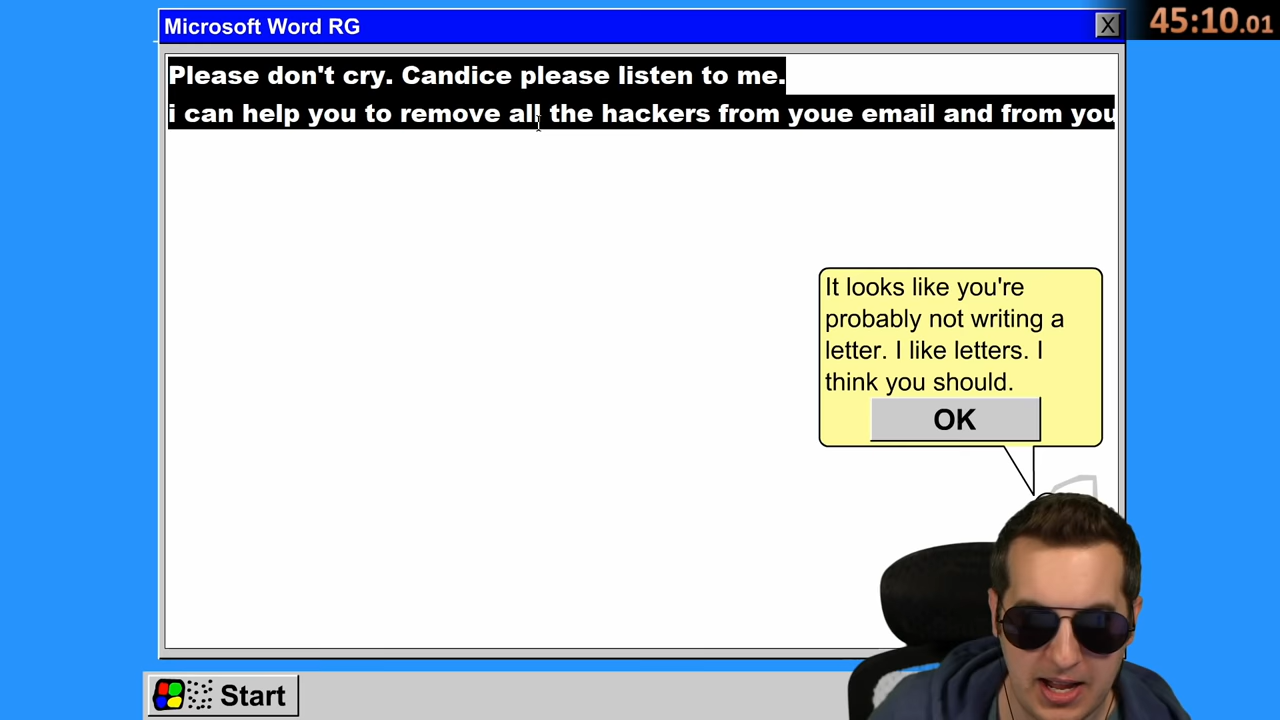 Microsoft Word RG
X
45:10.01
Please don't cry. Candice please listen to me.
i can help you to remove all the hackers from youe email and from you
It looks like you're
probably not writing a
letter. I like letters. I
think you should.
OK
Start